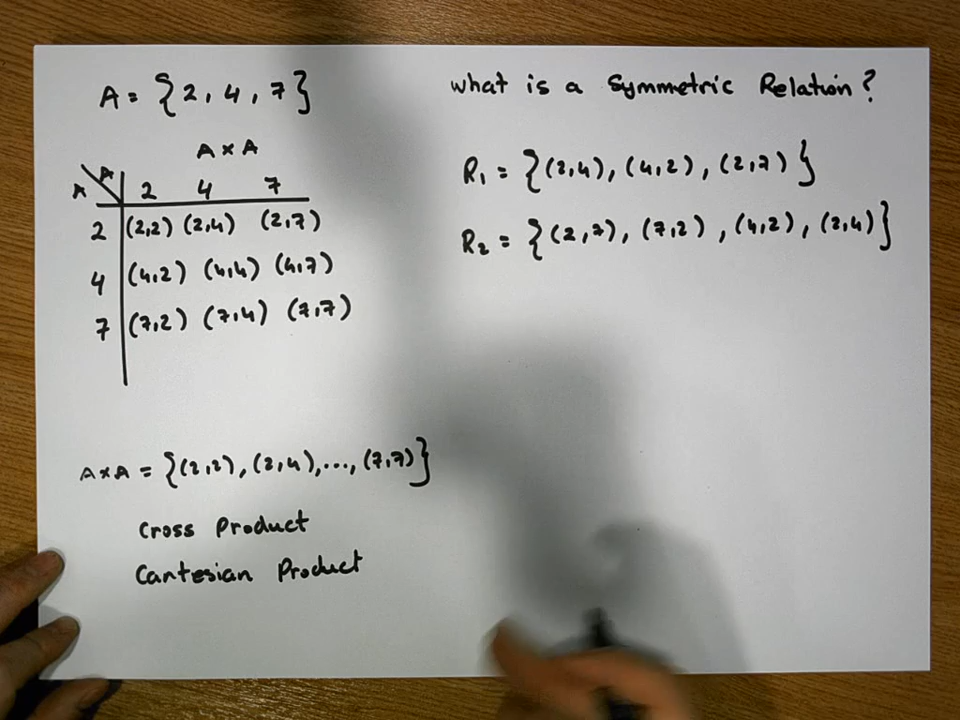 A = {2, 4, 7}
A x A
A A 2 4 7
2 (2,2) (2,4) (2,7)
4 (4,2) (4,4) (4,7)
7 (7,2) (7,4) (7,7)
A x A = {(2,2), (2,4), ..., (7,7)}
Cross Product
Cartesian Product
What is a Symmetric Relation?
R₁ = {(2,4), (4,2), (2,7)}
R₂ = {(2,7), (7,2), (4,2), (2,4)}